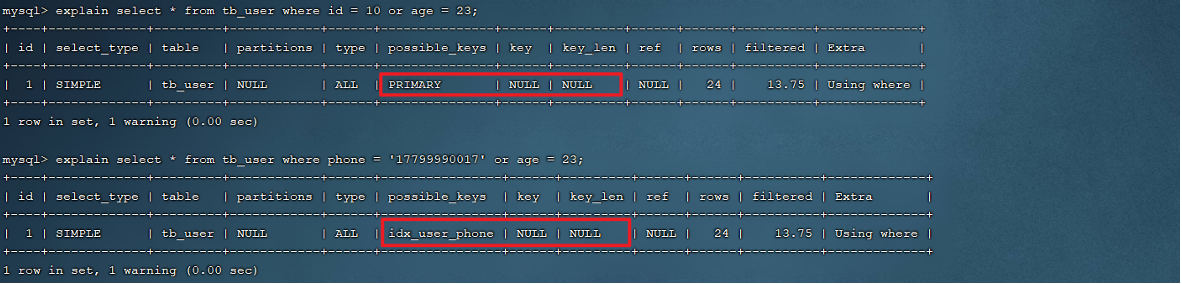 mysql> explain select * from tb_user where id = 10 or age = 23;
+----+-------------+---------+------------+------+---------------+------+---------+------+------+----------+-------------+
| id | select_type | table   | partitions | type | possible_keys | key  | key_len | ref  | rows | filtered | Extra       |
+----+-------------+---------+------------+------+---------------+------+---------+------+------+----------+-------------+
|  1 | SIMPLE      | tb_user | NULL       | ALL  | PRIMARY       | NULL | NULL    | NULL |   24 |    13.75 | Using where |
+----+-------------+---------+------------+------+---------------+------+---------+------+------+----------+-------------+
1 row in set, 1 warning (0.00 sec)
mysql> explain select * from tb_user where phone = '17799990017' or age = 23;
+----+-------------+---------+------------+------+----------------+------+---------+------+------+----------+-------------+
| id | select_type | table   | partitions | type | possible_keys  | key  | key_len | ref  | rows | filtered | Extra       |
+----+-------------+---------+------------+------+----------------+------+---------+------+------+----------+-------------+
|  1 | SIMPLE      | tb_user | NULL       | ALL  | idx_user_phone | NULL | NULL    | NULL |   24 |    13.75 | Using where |
+----+-------------+---------+------------+------+----------------+------+---------+------+------+----------+-------------+
1 row in set, 1 warning (0.00 sec)